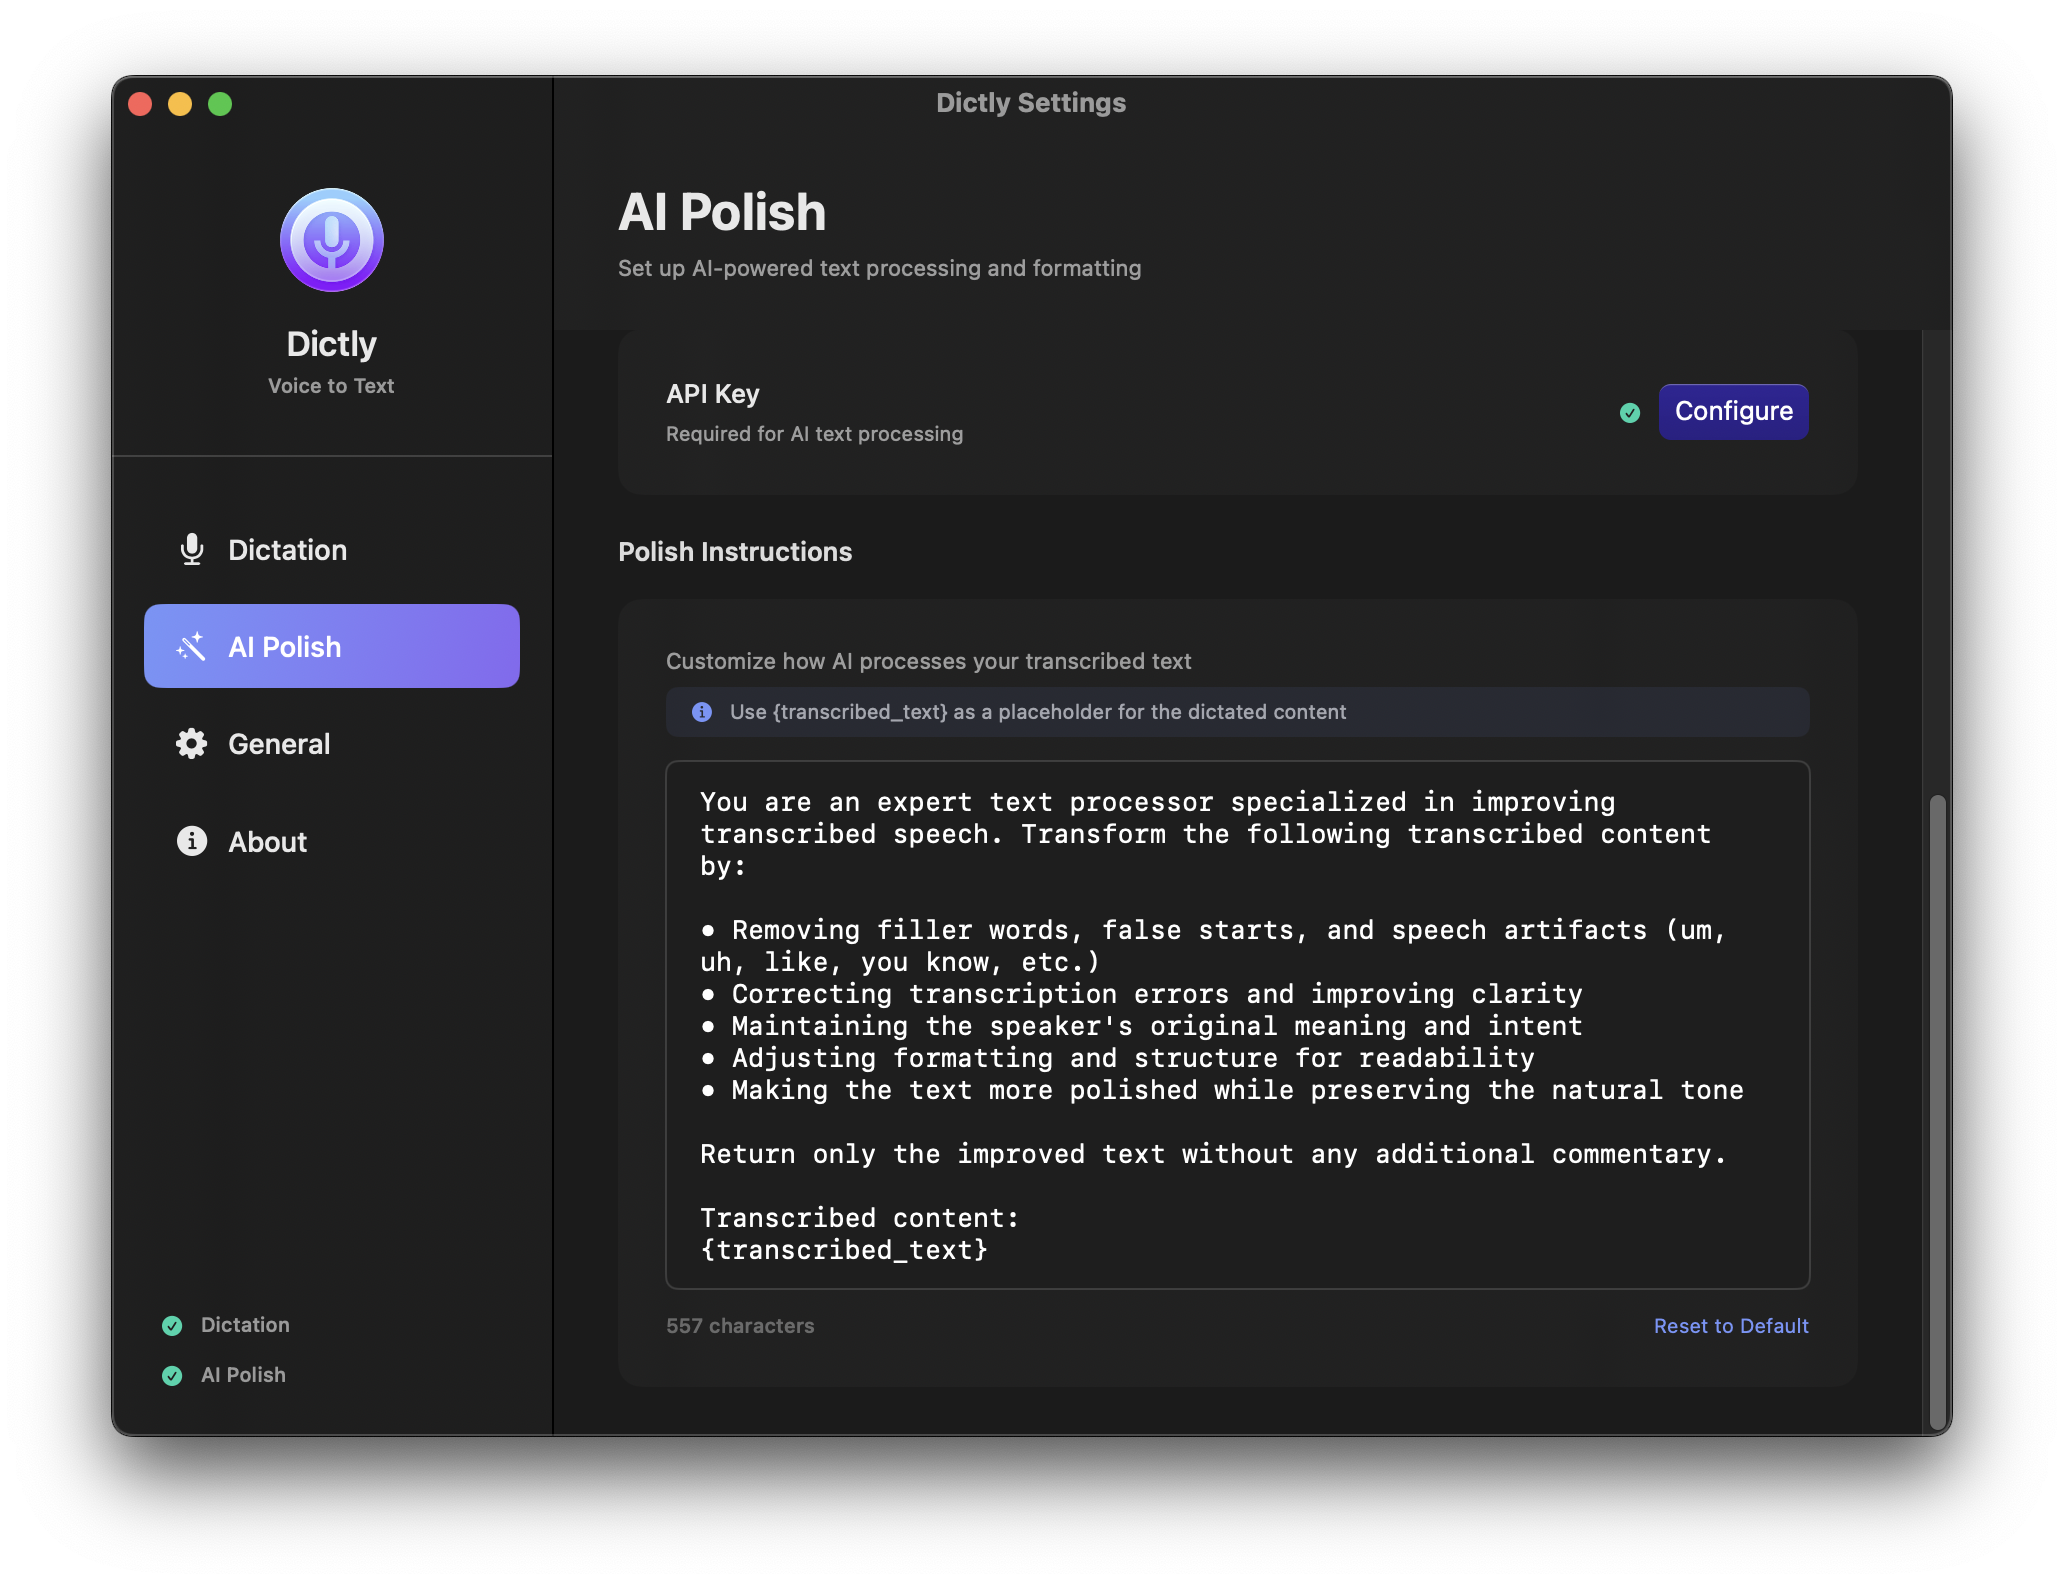 Dictly Settings
Dictly
Voice to Text
Dictation
AI Polish
General
About
Dictation
AI Polish
AI Polish
Set up AI-powered text processing and formatting
API Key
Required for AI text processing
Configure
Polish Instructions
Customize how AI processes your transcribed text
Use {transcribed_text} as a placeholder for the dictated content
You are an expert text processor specialized in improving
transcribed speech. Transform the following transcribed content
by:
• Removing filler words, false starts, and speech artifacts (um,
uh, like, you know, etc.)
• Correcting transcription errors and improving clarity
• Maintaining the speaker's original meaning and intent
• Adjusting formatting and structure for readability
• Making the text more polished while preserving the natural tone
Return only the improved text without any additional commentary.
Transcribed content:
{transcribed_text}
557 characters
Reset to Default